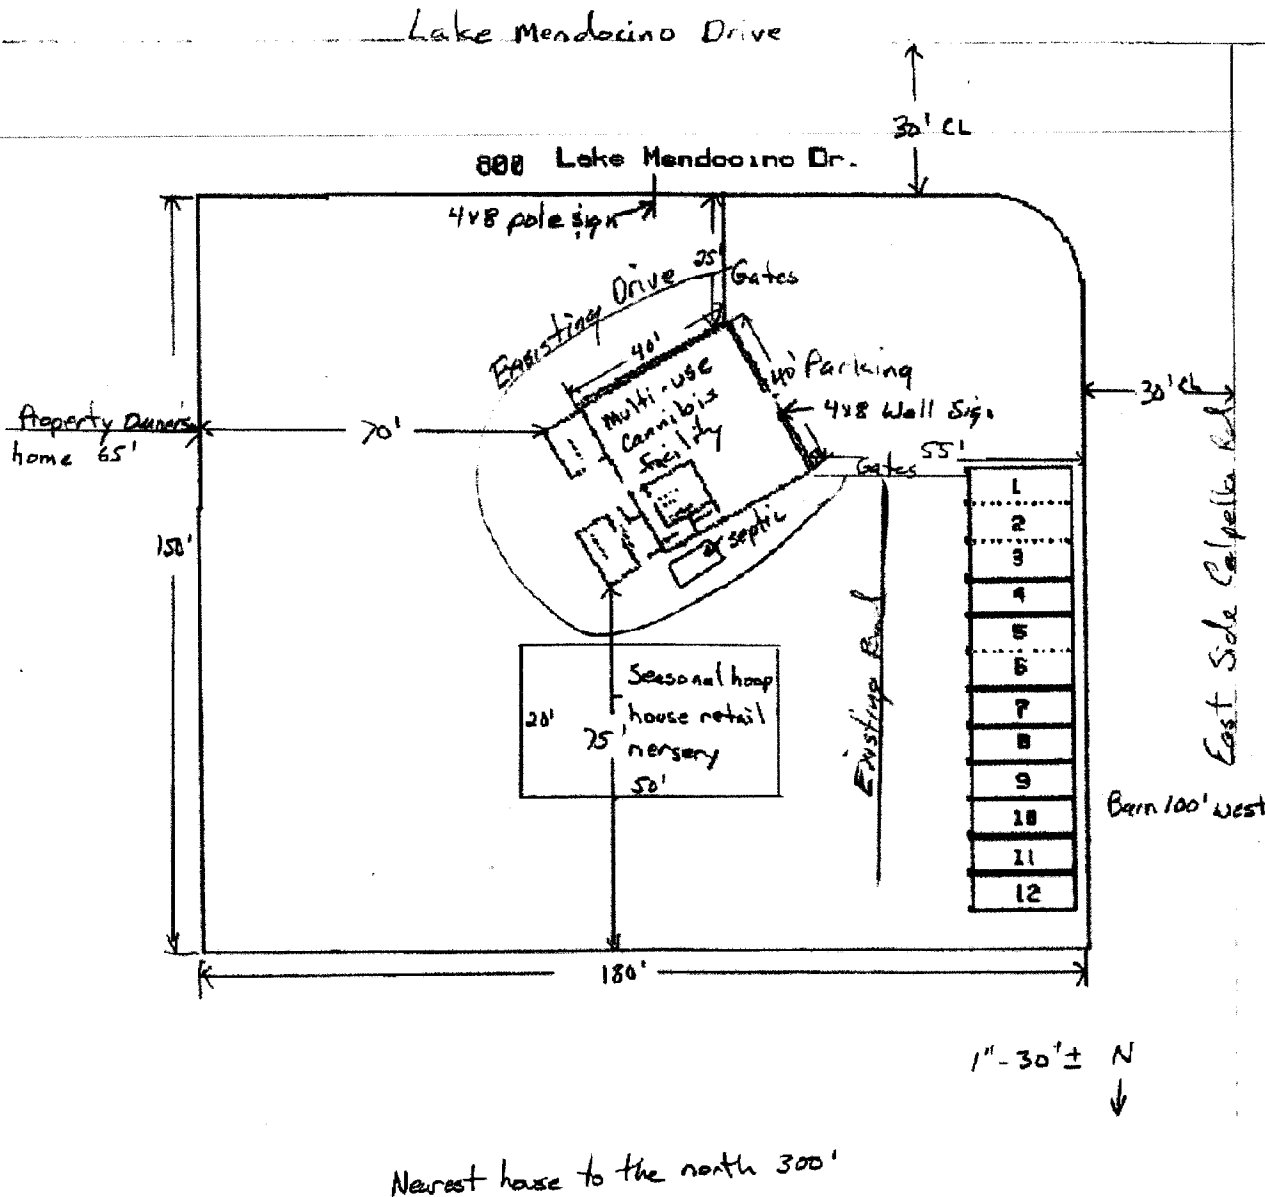 Lake Mendocino Drive
30' CL
800 Lake Mendocino Dr.
4x8 pole sign
25'
Gates
Existing Drive
40'
40'
Parking
Multi-use
Cannibis
facility
4x8 Wall Sign
30' CL
Property Owners
home 65'
70'
55'
Gates
septic
150'
1
2
3
4
5
6
7
8
9
10
11
12
Existing Road
East Side Calpella Rd
Seasonal hoop
house retail
nersery
20'
75'
50'
Barn 100' west
180'
1"-30'± N
Nearest house to the north 300'